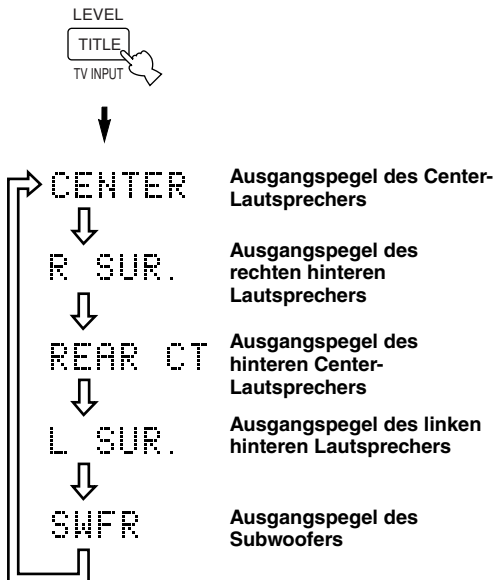 LEVEL
TITLE
TV INPUT
CENTER
Ausgangspegel des Center-
Lautsprechers
R SUR.
Ausgangspegel des
rechten hinteren
Lautsprechers
REAR CT
Ausgangspegel des
hinteren Center-
Lautsprechers
L SUR.
Ausgangspegel des linken
hinteren Lautsprechers
SWFR
Ausgangspegel des
Subwoofers